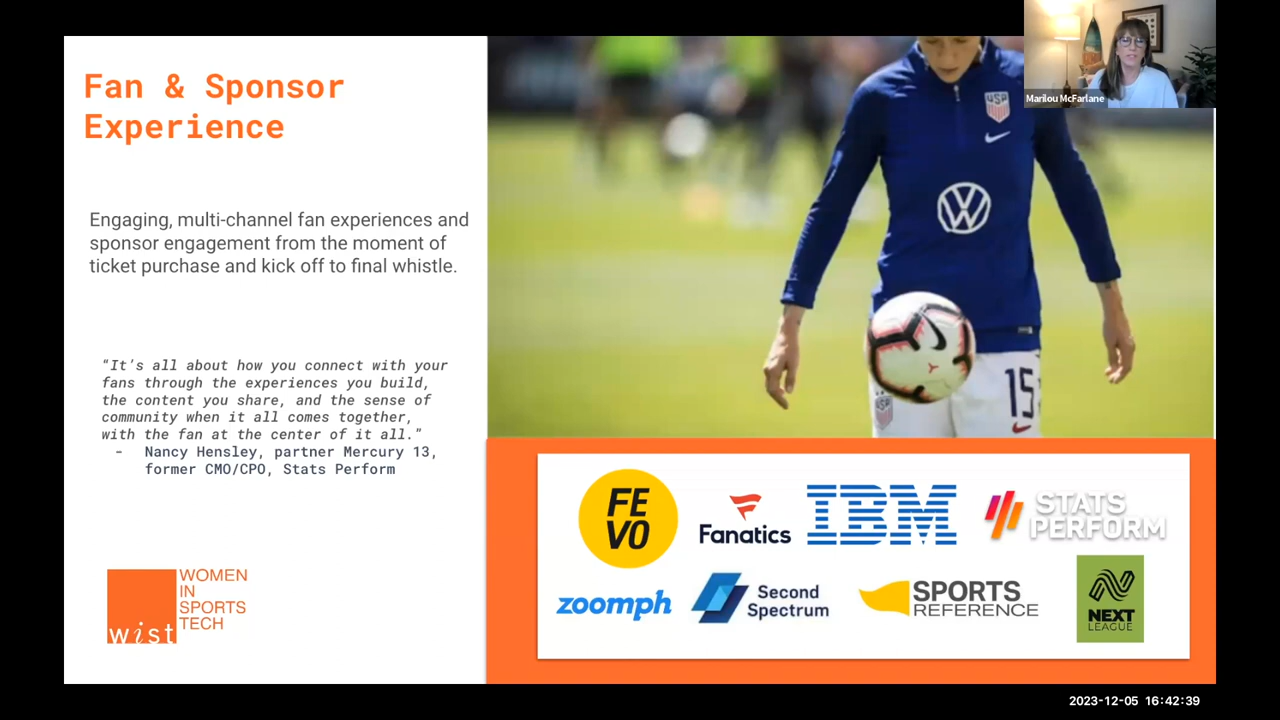 Fan & Sponsor
Experience
Engaging, multi-channel fan experiences and
sponsor engagement from the moment of
ticket purchase and kick off to final whistle.
“It’s all about how you connect with your
fans through the experiences you build,
the content you share, and the sense of
community when it all comes together,
with the fan at the center of it all.”
- Nancy Hensley, partner Mercury 13,
former CMO/CPO, Stats Perform
wist
WOMEN
IN
SPORTS
TECH
Marilou McFarlane
15
FE
VO
Fanatics
IBM
STATS
PERFORM
zoomph
Second
Spectrum
SPORTS
REFERENCE
NEXT
LEAGUE
2023-12-05 16:42:39